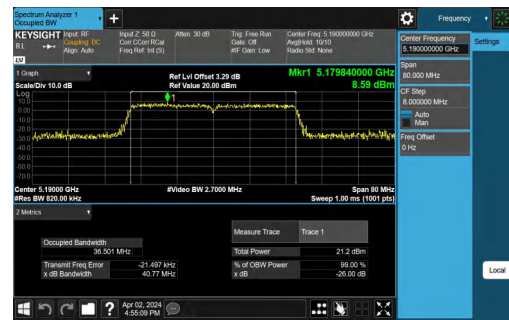 Spectrum Analyzer 1
Occupied BW
+
Frequency
KEYSIGHT
RL
Input: RF
Coupling: DC
Align: Auto
Input Z: 50 Ω
Corr CCorr RCal
Freq Ref: Int (S)
Atten: 30 dB
Trig: Free Run
Gate: Off
#IF Gain: Low
Center Freq: 5.190000000 GHz
Avg|Hold: 10/10
Radio Std: None
Center Frequency
5.190000000 GHz
Settings
Span
80.000 MHz
CF Step
8.000000 MHz
Auto
Man
Freq Offset
0 Hz
Local
1 Graph
Scale/Div 10.0 dB
Ref Lvl Offset 3.29 dB
Ref Value 20.00 dBm
Mkr1 5.179840000 GHz
8.59 dBm
Log
10.0
0.00
-10.0
-20.0
-30.0
-40.0
-50.0
-60.0
-70.0
1
Center 5.19000 GHz
#Res BW 820.00 kHz
#Video BW 2.7000 MHz
Span 80 MHz
Sweep 1.00 ms (1001 pts)
2 Metrics
Measure Trace Trace 1
Occupied Bandwidth
36.501 MHz
Total Power 21.2 dBm
Transmit Freq Error -21.497 kHz
% of OBW Power 99.00 %
x dB Bandwidth 40.77 MHz
x dB -26.00 dB
?
Apr 02, 2024
4:55:09 PM